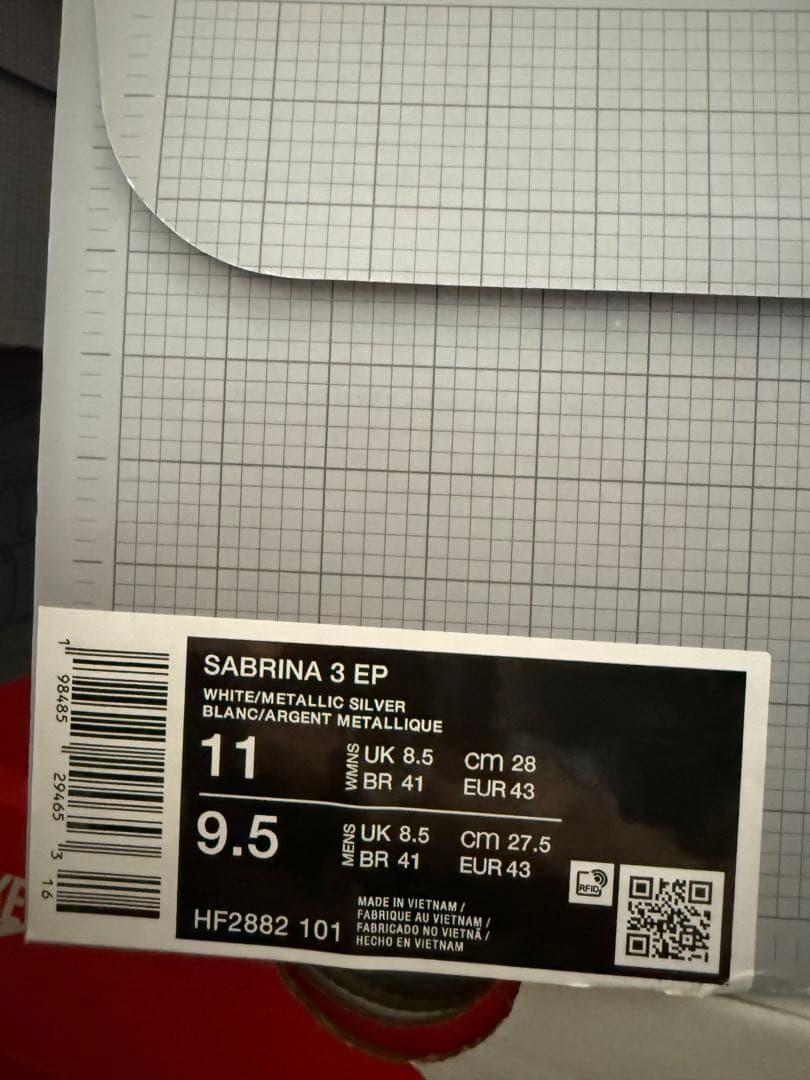 SABRINA 3 EP
WHITE/METALLIC SILVER
BLANC/ARGENT METALLIQUE
11
WMNS
UK 8.5 cm 28
BR 41 EUR 43
9.5
MENS
UK 8.5 cm 27.5
BR 41 EUR 43
HF2882 101
MADE IN VIETNAM /
FABRIQUE AU VIETNAM /
FABRICADO NO VIETNÃ /
HECHO EN VIETNAM
RFID
1 98485 29465 3 16